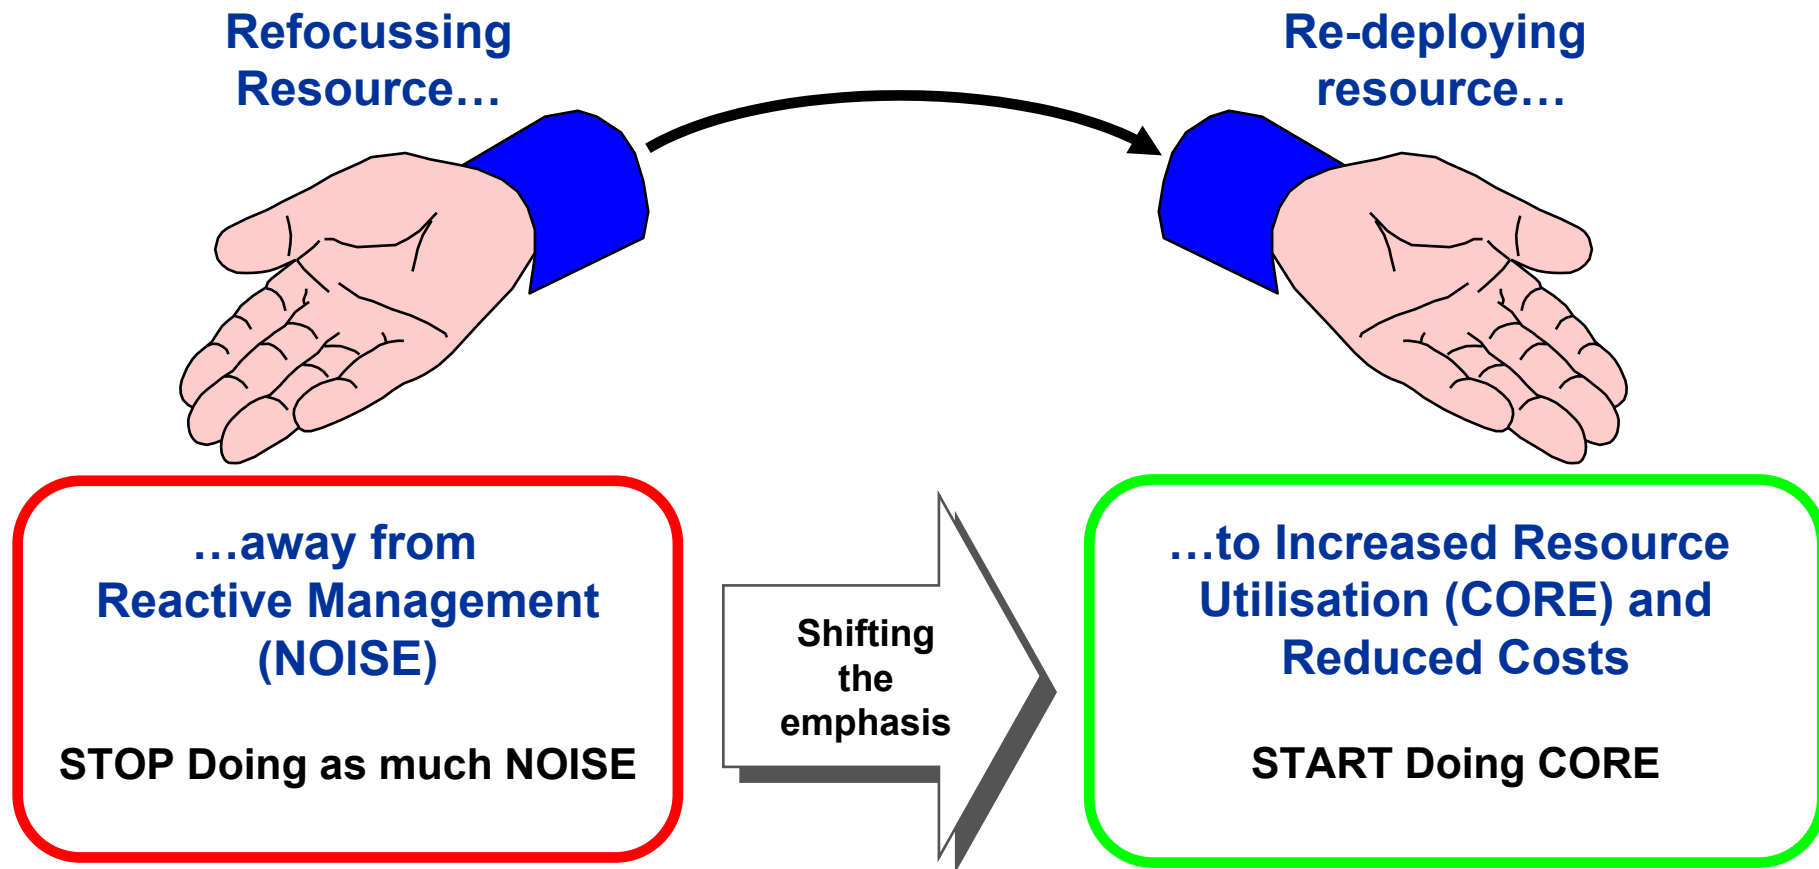 Refocussing
Resource…
Re-deploying
resource…
…away from
Reactive Management
(NOISE)
STOP Doing as much NOISE
Shifting
the
emphasis
…to Increased Resource
Utilisation (CORE) and
Reduced Costs
START Doing CORE